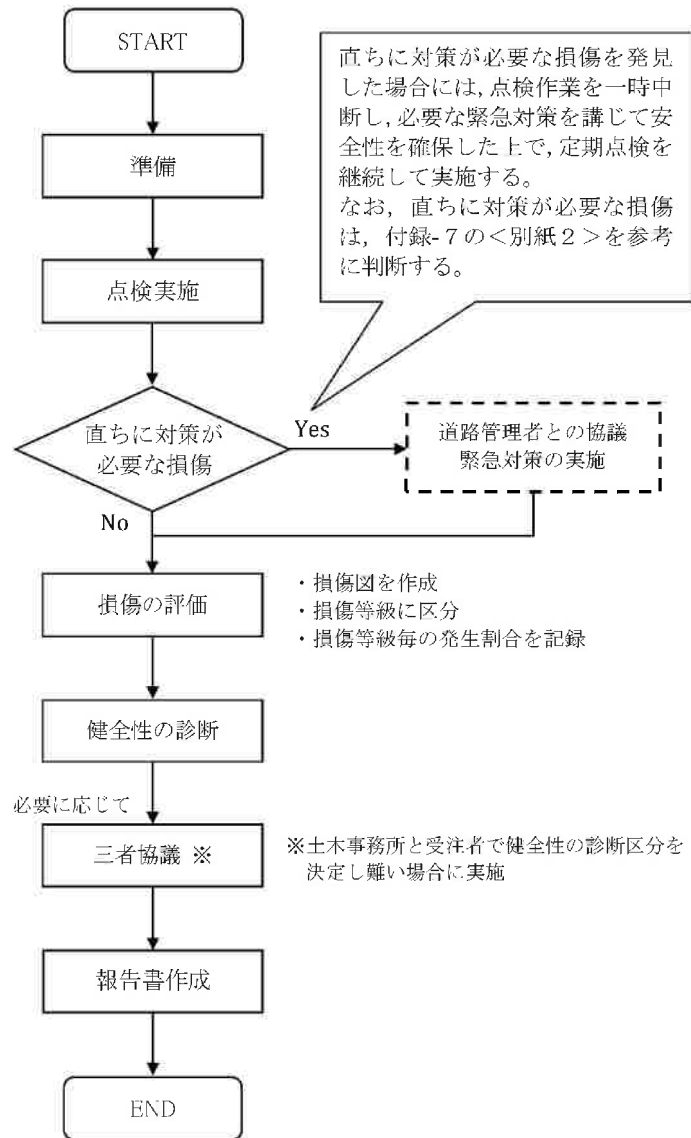 START
直ちに対策が必要な損傷を発見
した場合には,点検作業を一時中
断し,必要な緊急対策を講じて安
全性を確保した上で,定期点検を
継続して実施する。
なお，直ちに対策が必要な損傷
は，付録-7の＜別紙２＞を参考
に判断する。
準備
点検実施
直ちに対策が
必要な損傷
Yes
道路管理者との協議
緊急対策の実施
No
損傷の評価
・損傷図を作成
・損傷等級に区分
・損傷等級毎の発生割合を記録
健全性の診断
必要に応じて
三者協議 ※
※土木事務所と受注者で健全性の診断区分を
決定し難い場合に実施
報告書作成
END